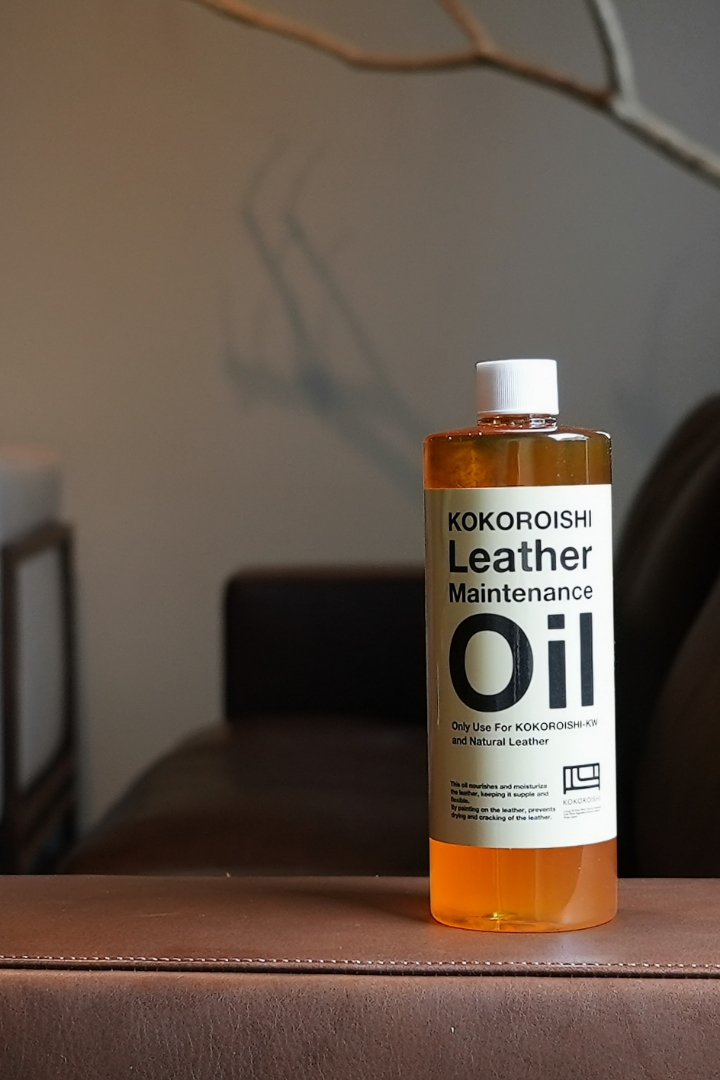 KOKOROISHI
Leather
Maintenance
Oil
Only Use For KOKOROISHI-KW
and Natural Leather
This oil nourishes and moisturize
the leather, keeping it supple and
flexible.
By painting on the leather, prevents
drying and cracking of the leather.
KOKOROISHI